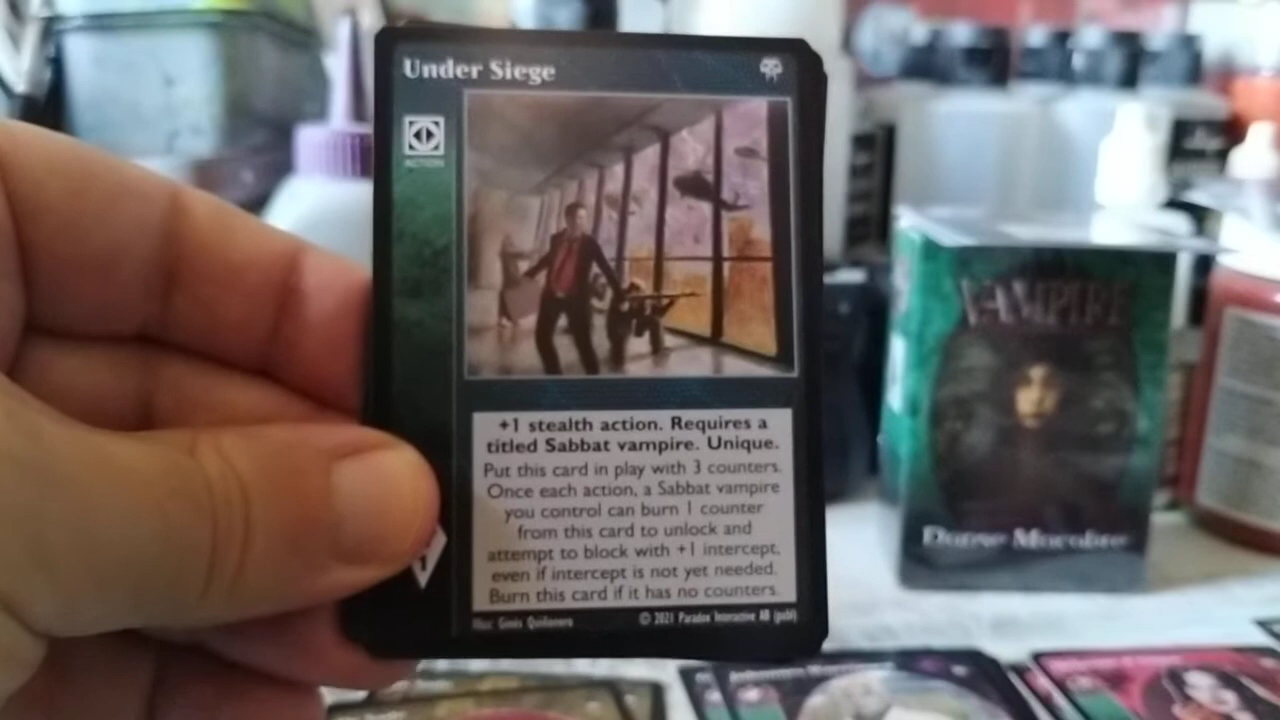 Under Siege
ACTION
+1 stealth action. Requires a
titled Sabbat vampire. Unique.
Put this card in play with 3 counters.
Once each action, a Sabbat vampire
you control can burn 1 counter
from this card to unlock and
attempt to block with +1 intercept,
even if intercept is not yet needed.
Burn this card if it has no counters.
1
Illus: Ginés Quiñonero
© 2021 Paradox Interactive AB (publ)
VAMPIRE
Danse Macabre